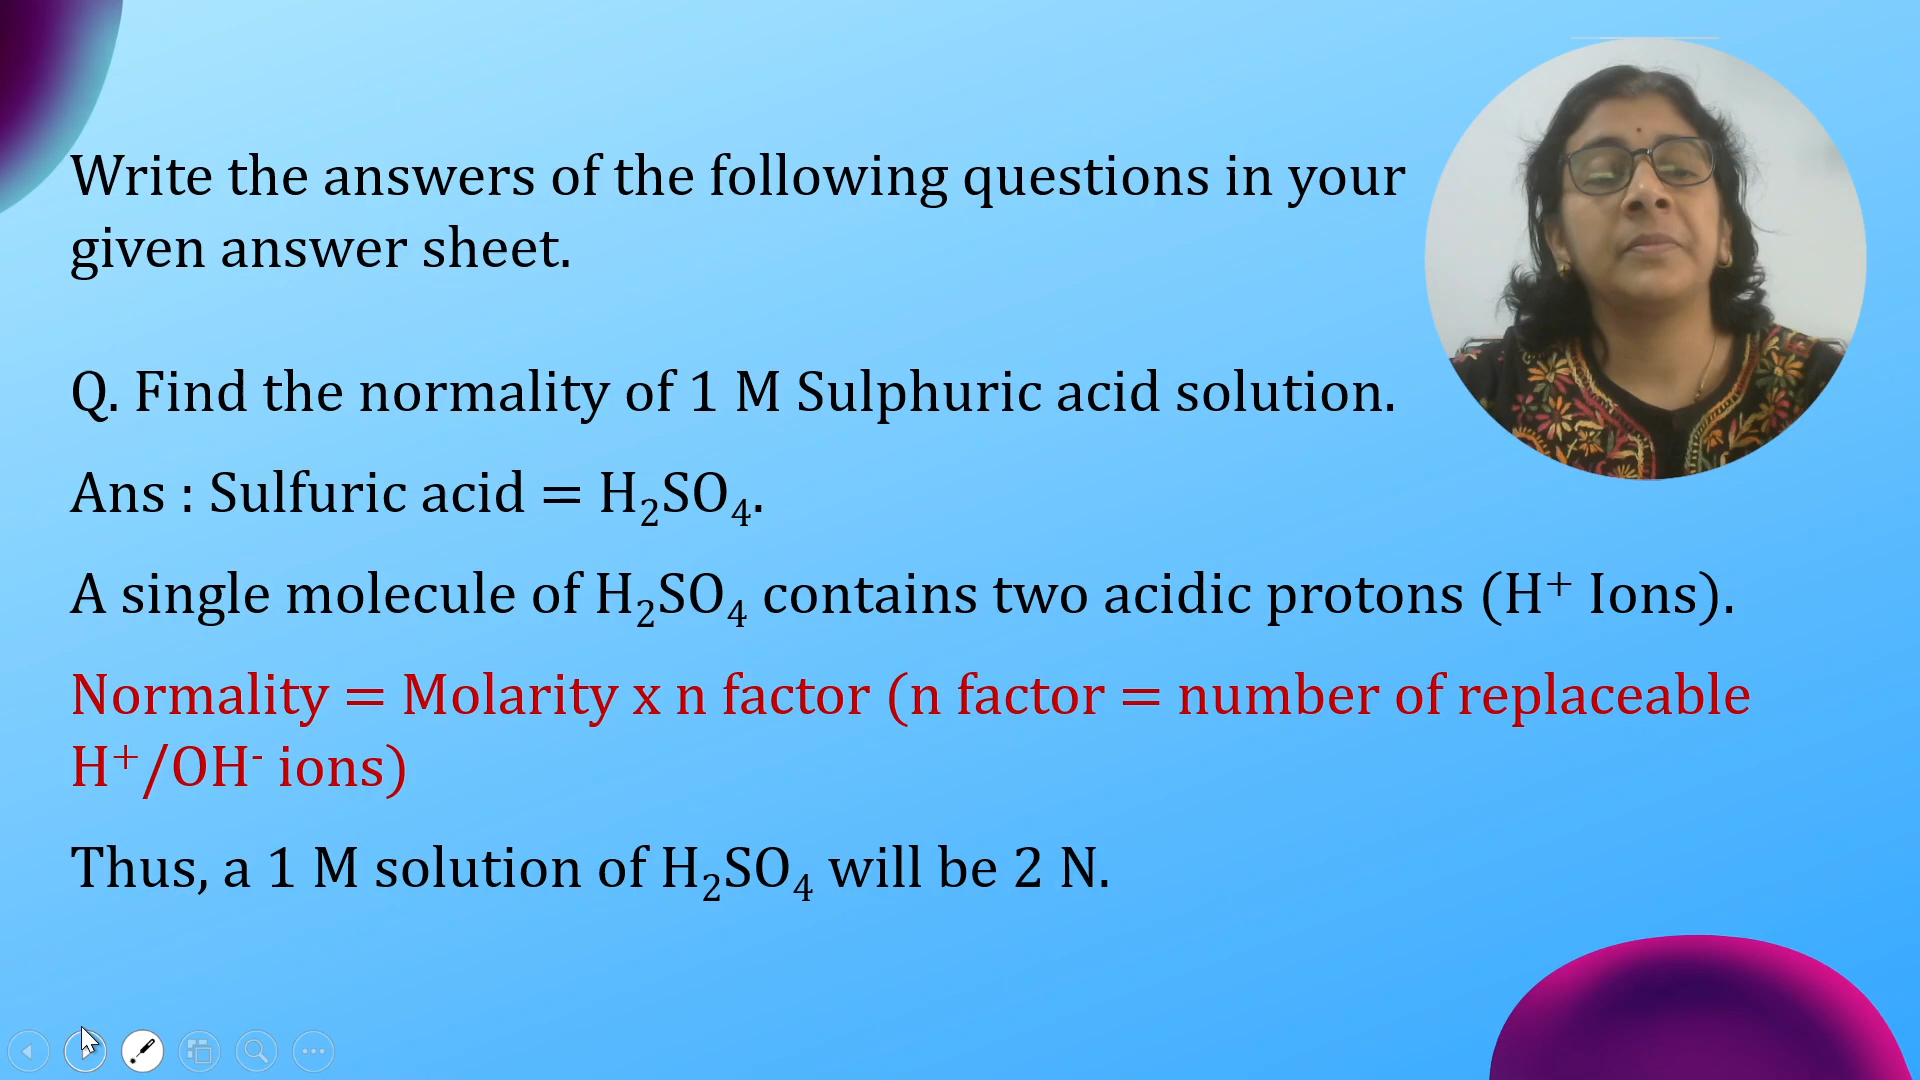 Write the answers of the following questions in your
given answer sheet.
Q. Find the normality of 1 M Sulphuric acid solution.
Ans : Sulfuric acid = H₂SO₄.
A single molecule of H₂SO₄ contains two acidic protons (H⁺ Ions).
Normality = Molarity x n factor (n factor = number of replaceable
H⁺/OH⁻ ions)
Thus, a 1 M solution of H₂SO₄ will be 2 N.